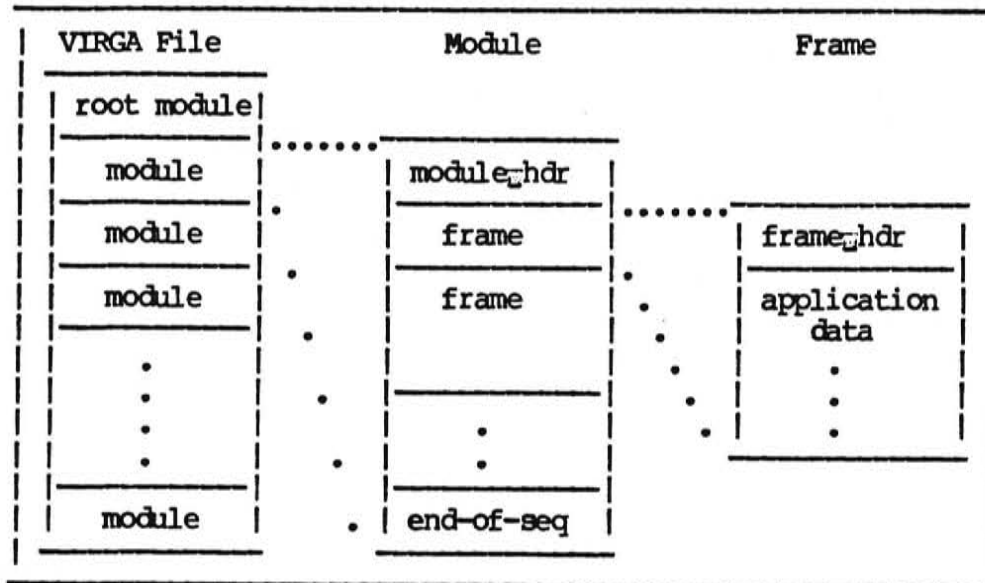 VIRGA File Module Frame
root module
module module_hdr
module frame frame_hdr
module frame application
data
module end-of-seq